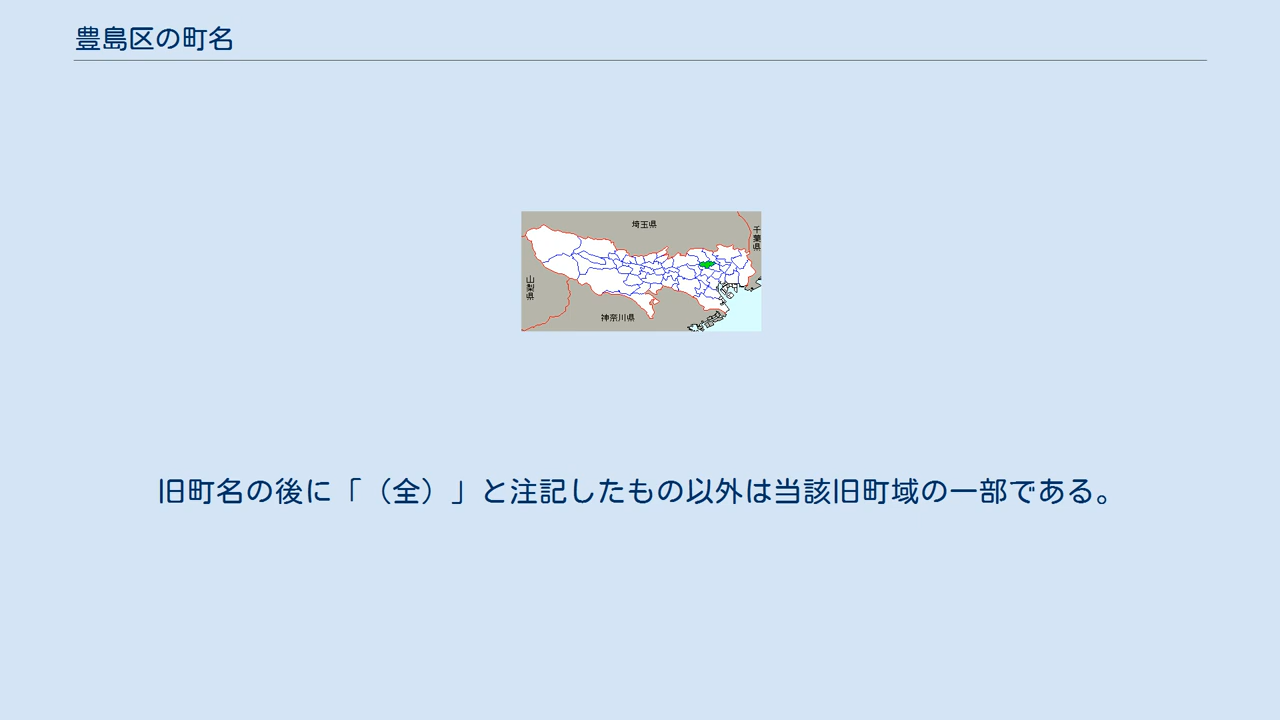 豊島区の町名
埼玉県
千葉県
山梨県
神奈川県
旧町名の後に「（全）」と注記したもの以外は当該旧町域の一部である。